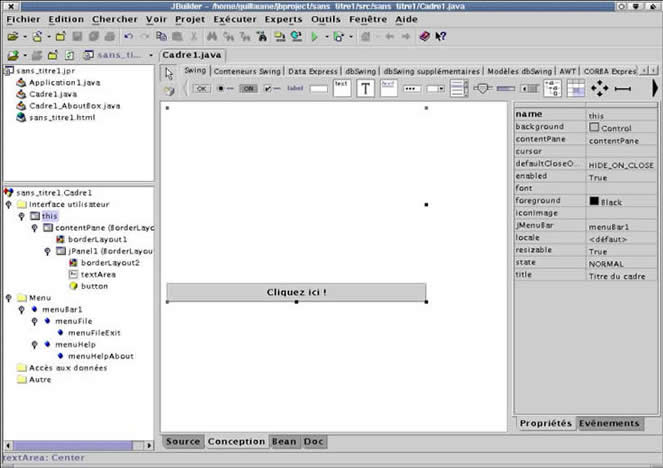 JBuilder - /home/guillaume/jbproject/sans_titre1/src/sans_titre1/Cadre1.java
Fichier Edition Chercher Voir Projet Exécuter Experts Outils Fenêtre Aide
sans_ti...
Cadre1.java
sans_titre1.jpr
Application1.java
Cadre1.java
Cadre1_AboutBox.java
sans_titre1.html
Swing Conteneurs Swing Data Express dbSwing dbSwing supplémentaires Modèles dbSwing AWT CORBA Expres
OK ON label text T
sans_titre1.Cadre1
Interface utilisateur
this
contentPane (BorderLayo
borderLayout1
jPanel1 (BorderLayout
borderLayout2
textArea
button
Menu
menuBar1
menuFile
menuFileExit
menuHelp
menuHelpAbout
Accès aux données
Autre
Cliquez ici !
name this
background Control
contentPane contentPane
cursor
defaultCloseO... HIDE_ON_CLOSE
enabled True
font
foreground Black
iconImage
jMenuBar menuBar1
locale <défaut>
resizable True
state NORMAL
title Titre du cadre
Propriétés Evénements
Source Conception Bean Doc
textArea: Center